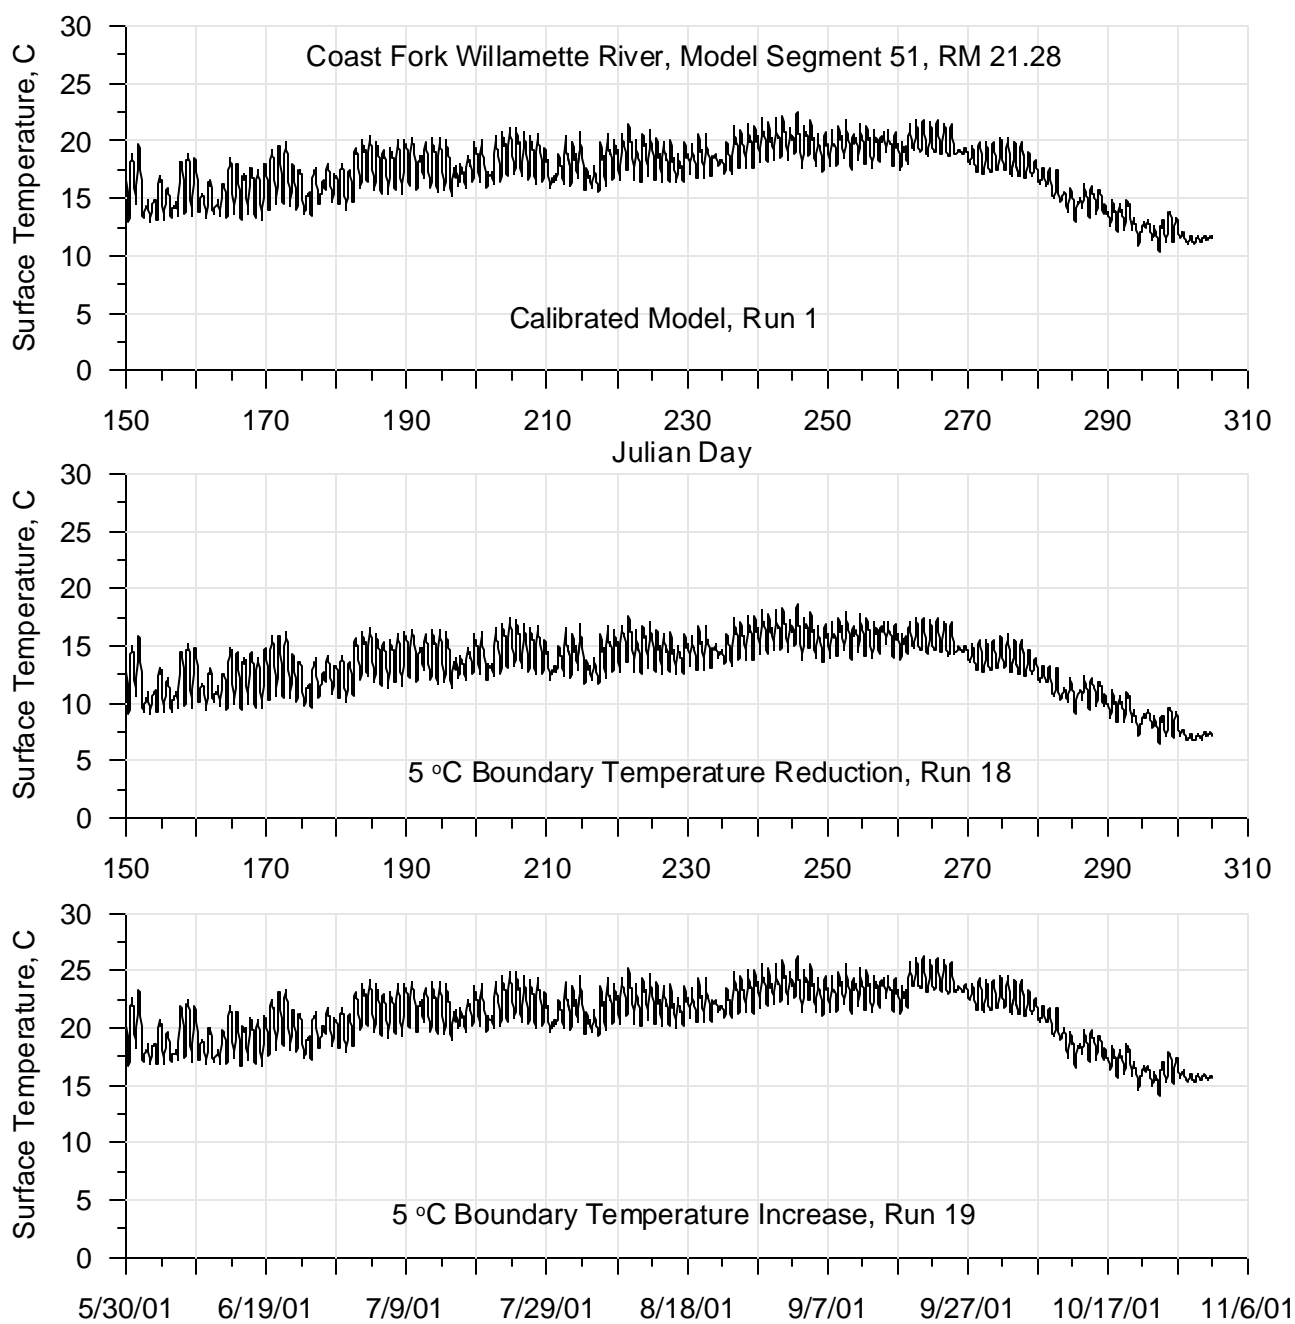 30
Coast Fork Willamette River, Model Segment 51, RM 21.28
25
20
15
10
5
0
Surface Temperature, C
Calibrated Model, Run 1
150 170 190 210 230 250 270 290 310
Julian Day
30
25
20
15
10
5
0
Surface Temperature, C
5 °C Boundary Temperature Reduction, Run 18
150 170 190 210 230 250 270 290 310
30
25
20
15
10
5
0
Surface Temperature, C
5 °C Boundary Temperature Increase, Run 19
5/30/01 6/19/01 7/9/01 7/29/01 8/18/01 9/7/01 9/27/01 10/17/01 11/6/01